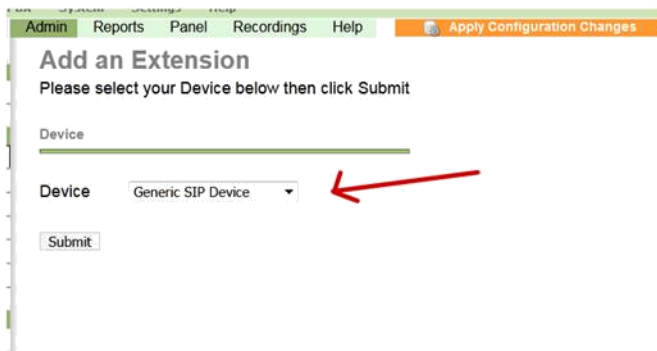 Admin Reports Panel Recordings Help Apply Configuration Changes
Add an Extension
Please select your Device below then click Submit
Device
Device Generic SIP Device
Submit